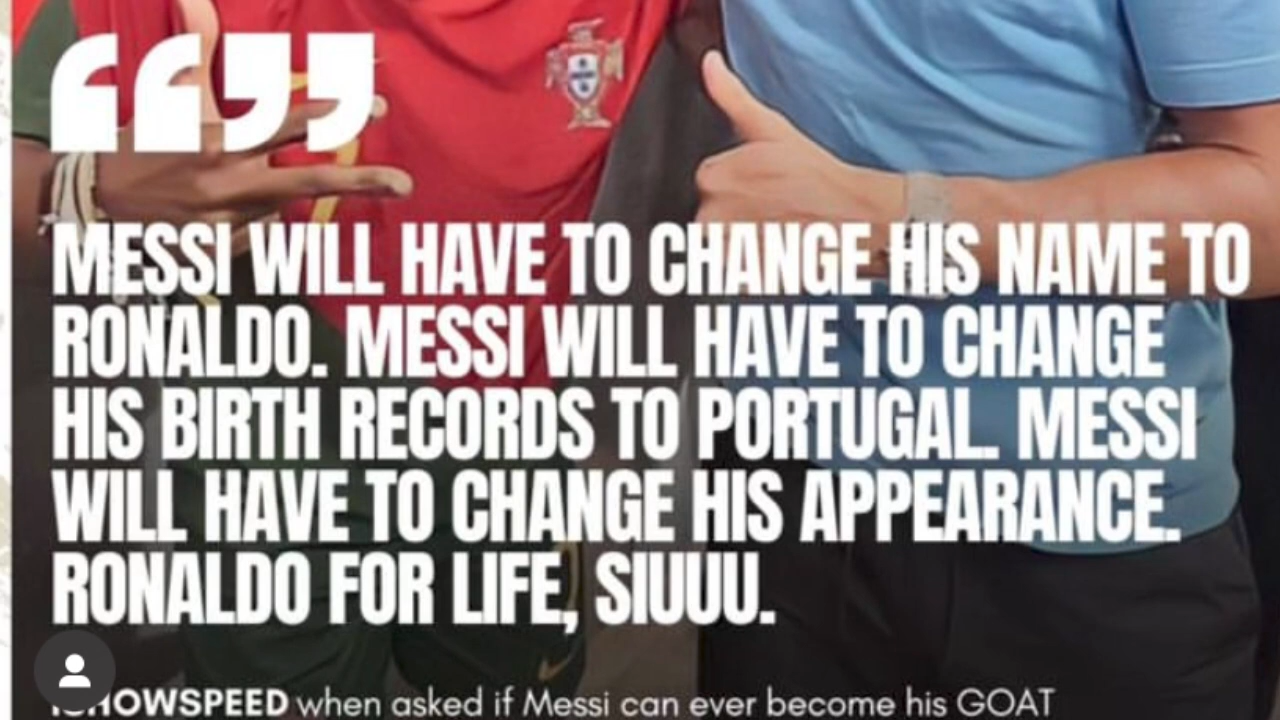 MESSI WILL HAVE TO CHANGE HIS NAME TO
RONALDO. MESSI WILL HAVE TO CHANGE
HIS BIRTH RECORDS TO PORTUGAL. MESSI
WILL HAVE TO CHANGE HIS APPEARANCE.
RONALDO FOR LIFE, SIUUU.
ISHOWSPEED when asked if Messi can ever become his GOAT